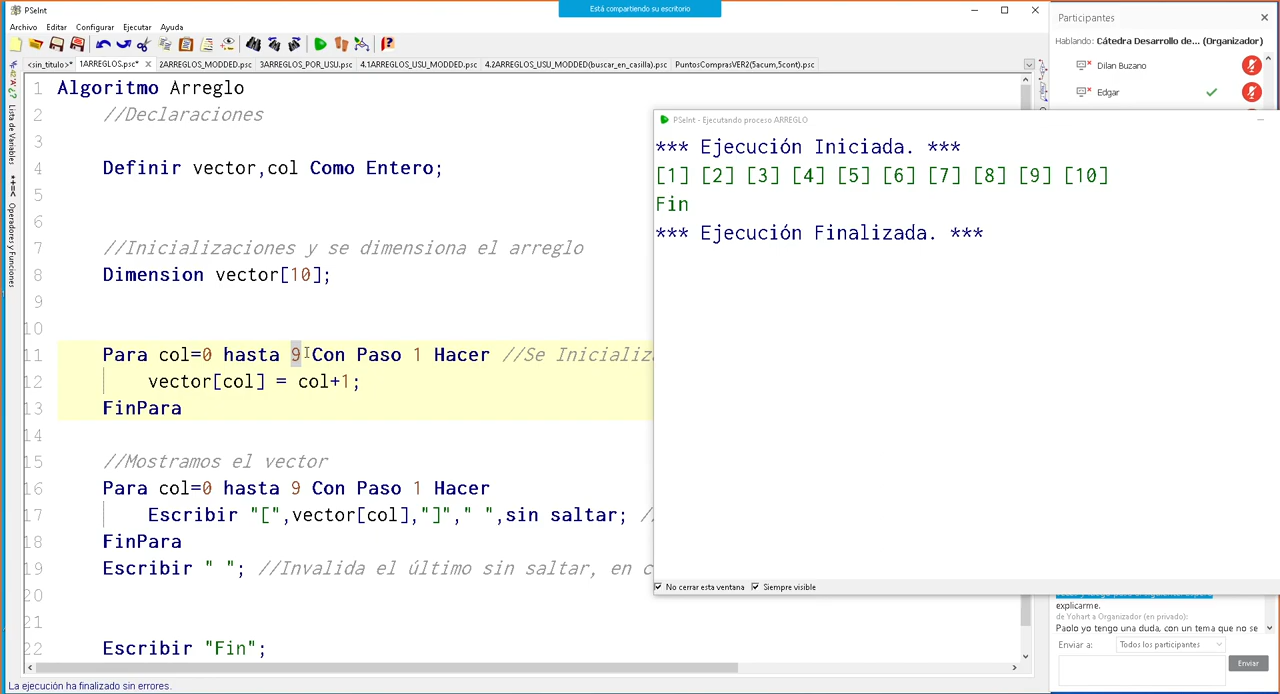 Está compartiendo su escritorio
PSeInt
Archivo Editar Configurar Ejecutar Ayuda
<sin_titulo>* 1ARREGLOS.psc* 2ARREGLOS_MODDED.psc 3ARREGLOS_POR_USU.psc 4.1ARREGLOS_USU_MODDED.psc 4.2ARREGLOS_USU_MODDED(buscar_en_casilla).psc PuntosComprasVER2(5acum,5cont).psc
Lista de Variables
Operadores y Funciones
1 Algoritmo Arreglo
2 //Declaraciones
3
4 Definir vector,col Como Entero;
5
6
7 //Inicializaciones y se dimensiona el arreglo
8 Dimension vector[10];
9
10
11 Para col=0 hasta 9 Con Paso 1 Hacer //Se Inicializ
12 vector[col] = col+1;
13 FinPara
14
15 //Mostramos el vector
16 Para col=0 hasta 9 Con Paso 1 Hacer
17 Escribir "[",vector[col],"]"," ",sin saltar; /
18 FinPara
19 Escribir " "; //Invalida el último sin saltar, en c
20
21
22 Escribir "Fin";
La ejecución ha finalizado sin errores.
PSeInt - Ejecutando proceso ARREGLO
*** Ejecución Iniciada. ***
[1] [2] [3] [4] [5] [6] [7] [8] [9] [10]
Fin
*** Ejecución Finalizada. ***
No cerrar esta ventana Siempre visible
Participantes
Hablando: Cátedra Desarrollo de... (Organizador)
Dilan Buzano
Edgar
explicarme.
de Yohart a Organizador (en privado):
Paolo yo tengo una duda, con un tema que no se
Enviar a: Todos los participantes
Enviar